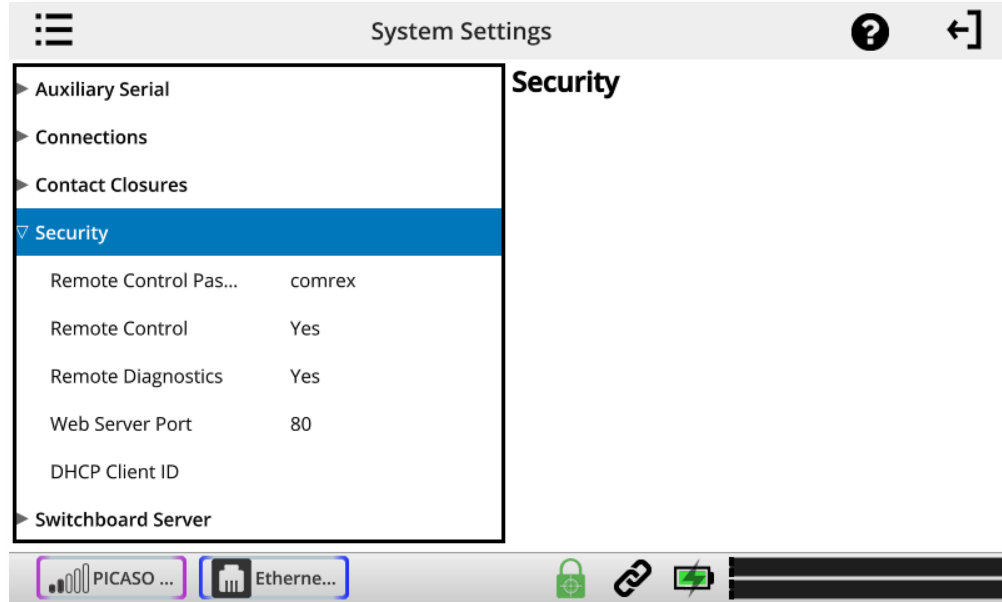 System Settings
Auxiliary Serial
Connections
Contact Closures
Security
Remote Control Pas... comrex
Remote Control Yes
Remote Diagnostics Yes
Web Server Port 80
DHCP Client ID
Switchboard Server
Security
PICASO ...
Etherne...